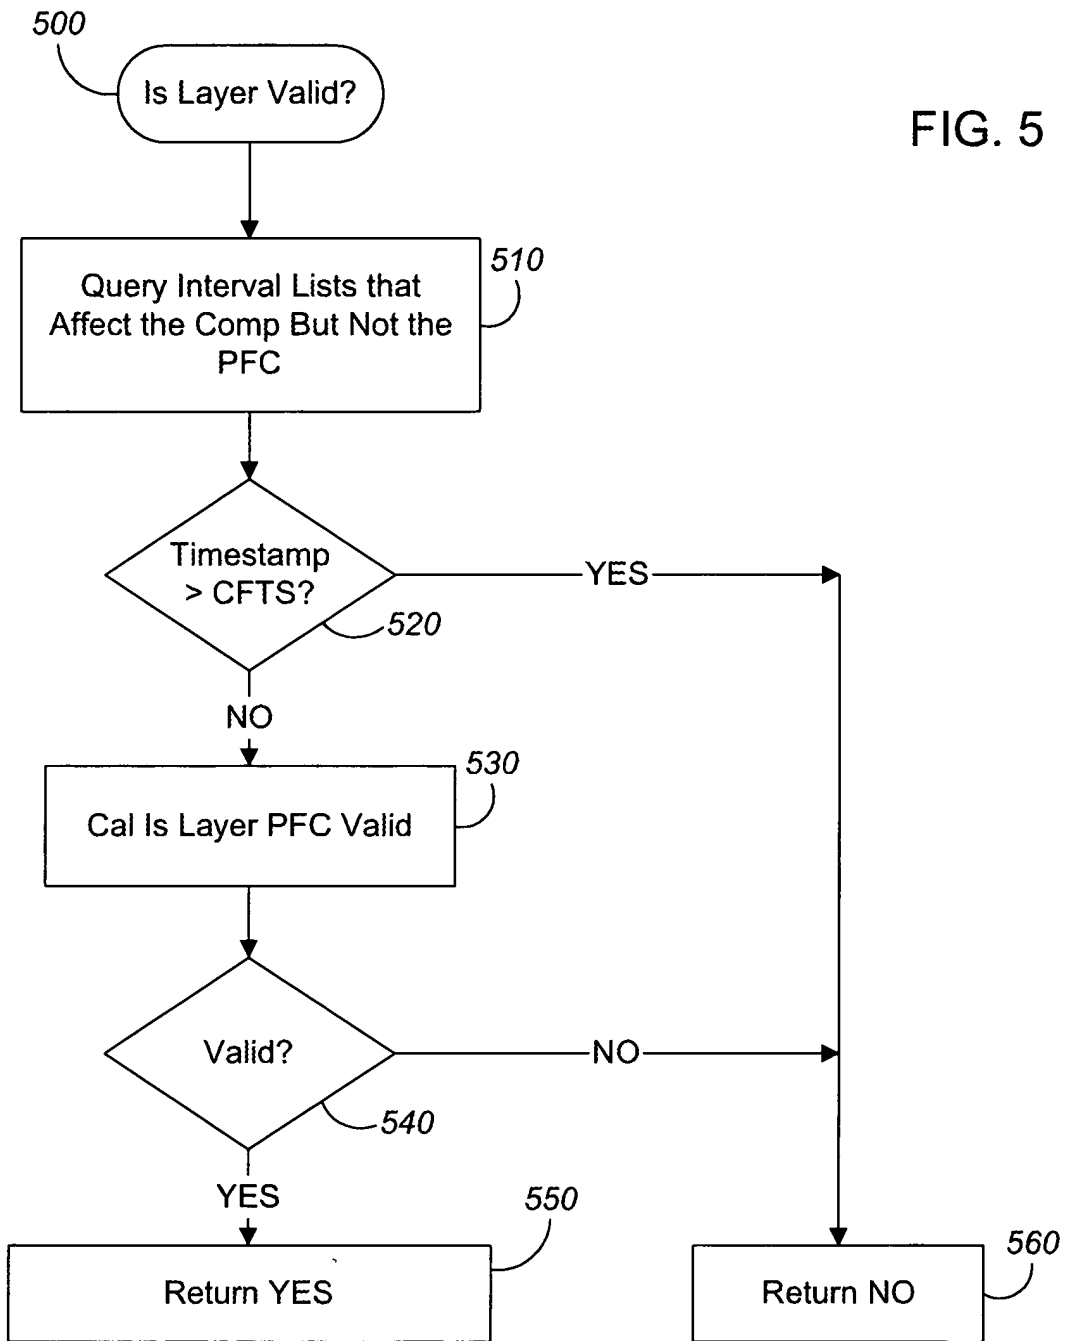 500
Is Layer Valid?
FIG. 5
Query Interval Lists that
Affect the Comp But Not the
PFC
510
Timestamp
> CFTS?
YES
520
NO
530
Cal Is Layer PFC Valid
Valid?
NO
540
YES
550
Return YES
560
Return NO